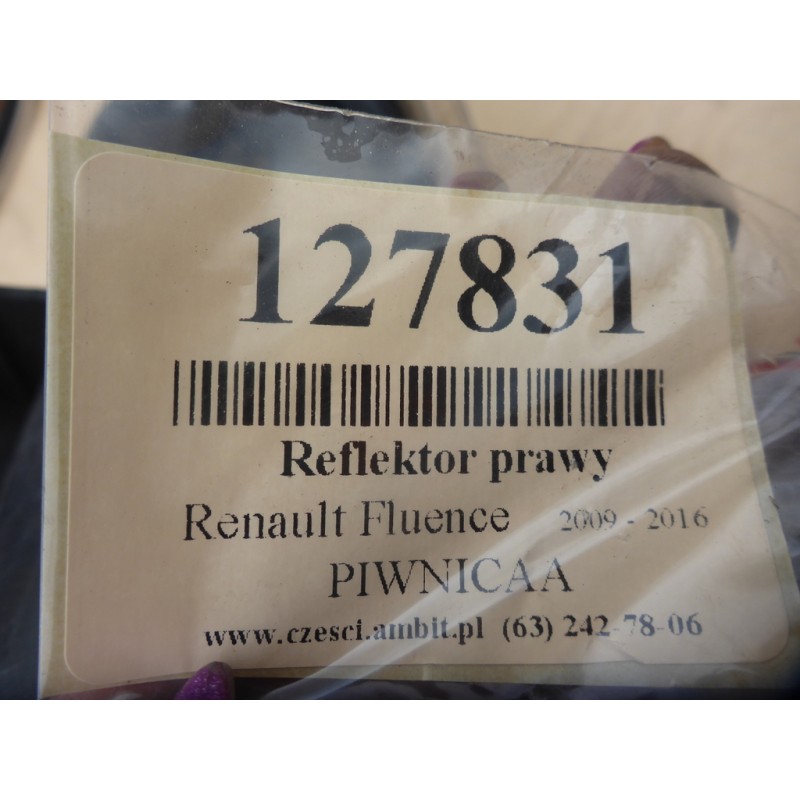 127831
Reflektor prawy
Renault Fluence 2009 - 2016
PIWNICAA
www.czesci.ambit.pl (63) 242-78-06